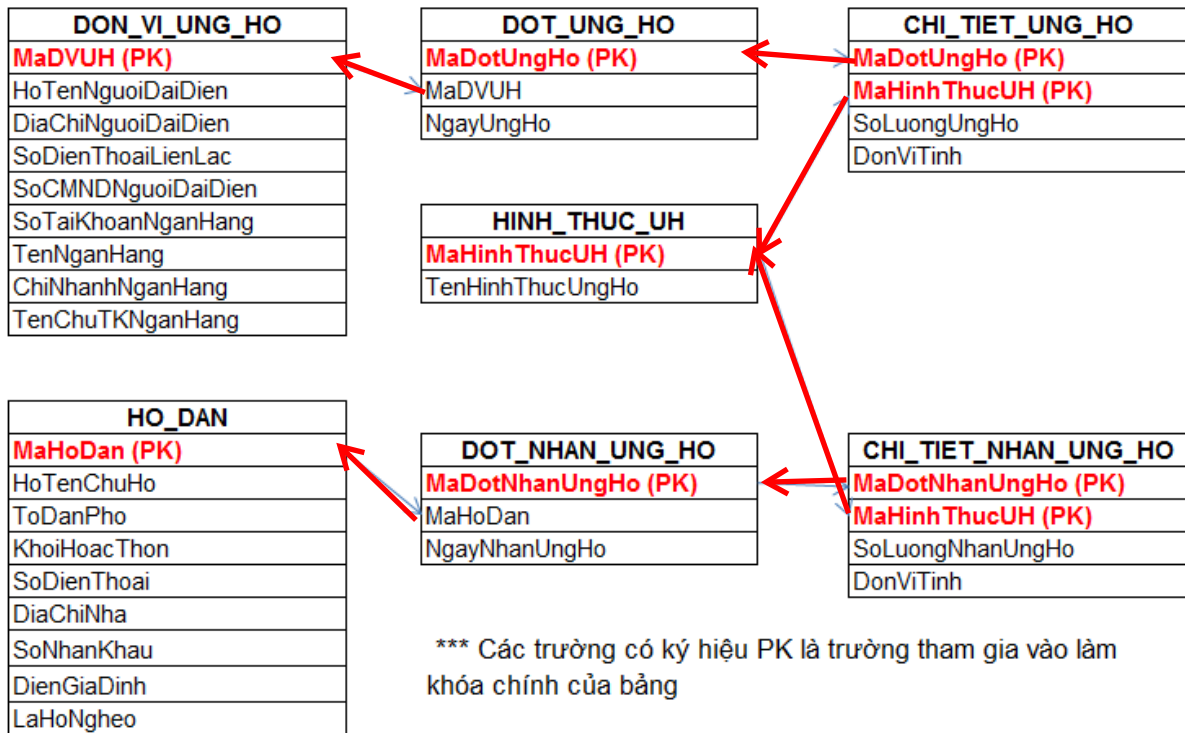 DON_VI_UNG_HO
MaDVUH (PK)
HoTenNguoiDaiDien
DiaChiNguoiDaiDien
SoDienThoaiLienLac
SoCMNDNguoiDaiDien
SoTaiKhoanNganHang
TenNganHang
ChiNhanhNganHang
TenChuTKNganHang
DOT_UNG_HO
MaDotUngHo (PK)
MaDVUH
NgayUngHo
CHI_TIET_UNG_HO
MaDotUngHo (PK)
MaHinhThucUH (PK)
SoLuongUngHo
DonViTinh
HINH_THUC_UH
MaHinhThucUH (PK)
TenHinhThucUngHo
HO_DAN
MaHoDan (PK)
HoTenChuHo
ToDanPho
KhoiHoacThon
SoDienThoai
DiaChiNha
SoNhanKhau
DienGiaDinh
LaHoNgheo
DOT_NHAN_UNG_HO
MaDotNhanUngHo (PK)
MaHoDan
NgayNhanUngHo
CHI_TIET_NHAN_UNG_HO
MaDotNhanUngHo (PK)
MaHinhThucUH (PK)
SoLuongNhanUngHo
DonViTinh
*** Các trường có ký hiệu PK là trường tham gia vào làm
khóa chính của bảng